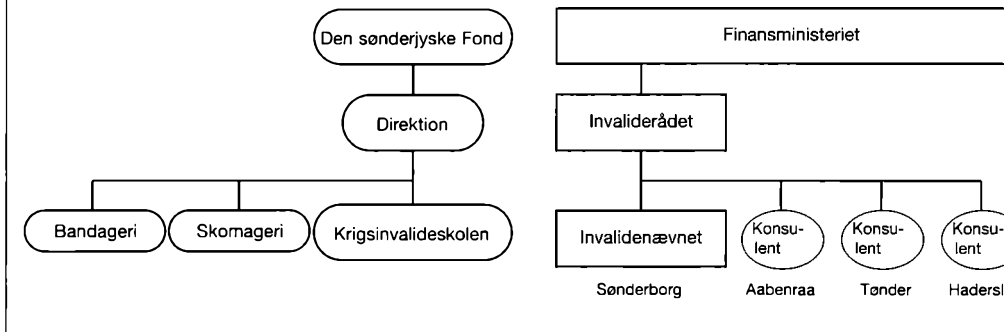 Den sønderjyske Fond
Direktion
Bandageri
Skomageri
Krigsinvalideskolen
Finansministeriet
Invaliderådet
Invalidenævnet
Sønderborg
Konsu-
lent
Aabenraa
Konsu-
lent
Tønder
Konsu-
lent